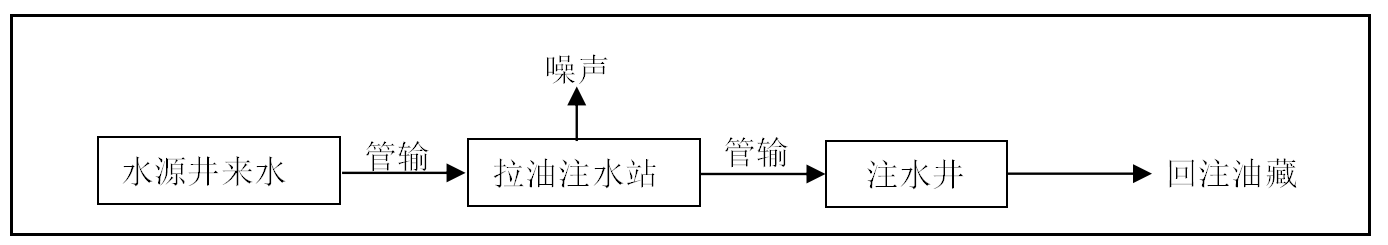 噪声
水源井来水
管输
拉油注水站
管输
注水井
回注油藏